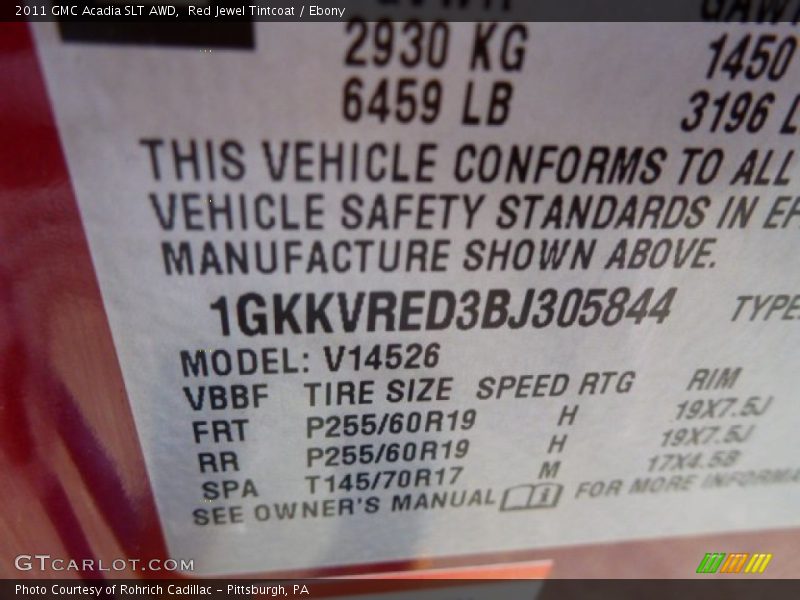 2011 GMC Acadia SLT AWD, Red Jewel Tintcoat / Ebony
2930 KG 1450
6459 LB 3196
THIS VEHICLE CONFORMS TO ALL
VEHICLE SAFETY STANDARDS IN
MANUFACTURE SHOWN ABOVE.
1GKKVRED3BJ305844 TYPE
MODEL: V14526
VBBF TIRE SIZE SPEED RTG RIM
FRT P255/60R19 H 19X7.5J
RR P255/60R19 H 19X7.5J
SPA T145/70R17 M 17X4.5B
SEE OWNER'S MANUAL FOR MORE INFORMA
GTCARLOT.COM
Photo Courtesy of Rohrich Cadillac - Pittsburgh, PA